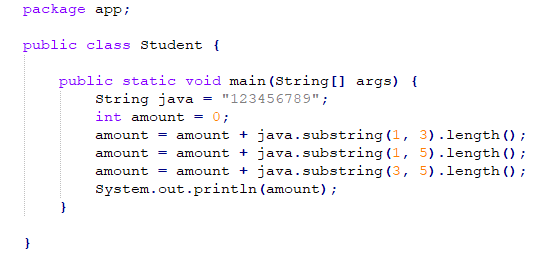 package app;
public class Student {
public static void main(String[] args) {
String java = "123456789";
int amount = 0;
amount = amount + java.substring(1, 3).length();
amount = amount + java.substring(1, 5).length();
amount = amount + java.substring(3, 5).length();
System.out.println(amount);
}
}